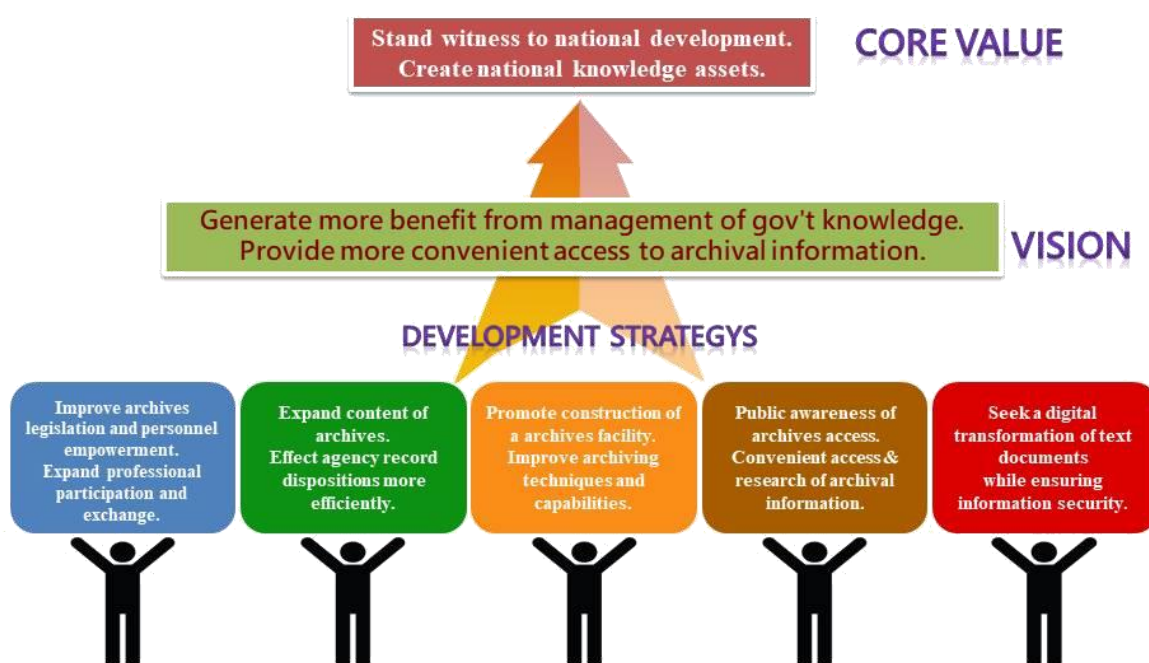 Stand witness to national development.
Create national knowledge assets.
CORE VALUE
Generate more benefit from management of gov't knowledge.
Provide more convenient access to archival information.
VISION
DEVELOPMENT STRATEGYS
Improve archives
legislation and personnel
empowerment.
Expand professional
participation and
exchange.
Expand content of
archives.
Effect agency record
dispositions more
efficiently.
Promote construction of
a archives facility.
Improve archiving
techniques and
capabilities.
Public awareness of
archives access.
Convenient access &
research of archival
information.
Seek a digital
transformation of text
documents
while ensuring
information security.